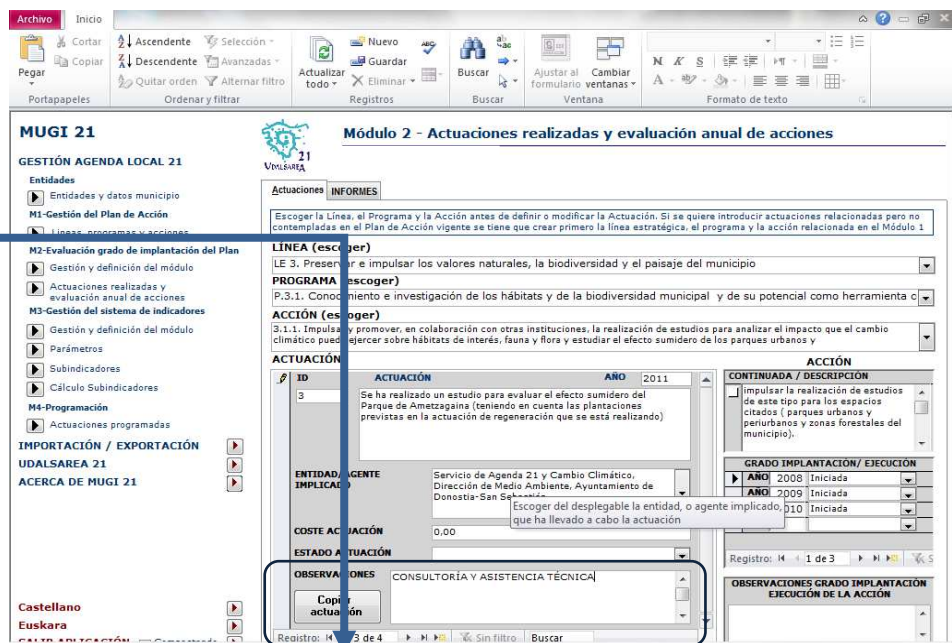 Archivo Inicio
Pegar
Cortar
Copiar
Portapapeles
Ascendente
Descendente
Quitar orden
Selección
Avanzadas
Alternar filtro
Ordenar y filtrar
Actualizar todo
Nuevo
Guardar
Eliminar
Registros
Buscar
Buscar
Ajustar al formulario
Cambiar ventanas
Ventana
N K S
Formato de texto
MUGI 21
GESTIÓN AGENDA LOCAL 21
Entidades
Entidades y datos municipio
M1-Gestión del Plan de Acción
Líneas, programas y acciones
M2-Evaluación grado de implantación del Plan
Gestión y definición del módulo
Actuaciones realizadas y
evaluación anual de acciones
M3-Gestión del sistema de indicadores
Gestión y definición del módulo
Parámetros
Subindicadores
Cálculo Subindicadores
M4-Programación
Actuaciones programadas
IMPORTACIÓN / EXPORTACIÓN
UDALSAREA 21
ACERCA DE MUGI 21
Castellano
Euskara
SALIR APLICACIÓN
21
UDALSAREA
Módulo 2 - Actuaciones realizadas y evaluación anual de acciones
Actuaciones INFORMES
Escoger la Línea, el Programa y la Acción antes de definir o modificar la Actuación. Si se quiere introducir actuaciones relacionadas pero no
contempladas en el Plan de Acción vigente se tiene que crear primero la línea estratégica, el programa y la acción relacionada en el Módulo 1
LÍNEA (escoger)
LE 3. Preservar e impulsar los valores naturales, la biodiversidad y el paisaje del municipio
PROGRAMA (escoger)
P.3.1. Conocimiento e investigación de los hábitats y de la biodiversidad municipal y de su potencial como herramienta
ACCIÓN (escoger)
3.1.1. Impulsar y promover, en colaboración con otras instituciones, la realización de estudios para analizar el impacto que el cambio
climático puede ejercer sobre hábitats de interés, fauna y flora y estudiar el efecto sumidero de los parques urbanos y
ACTUACIÓN
ID ACTUACIÓN AÑO 2011
3
Se ha realizado un estudio para evaluar el efecto sumidero del
Parque de Ametzagaina (teniendo en cuenta las plantaciones
previstas en la actuación de regeneración que se está realizando)
ENTIDAD/AGENTE
IMPLICADO
Servicio de Agenda 21 y Cambio Climático,
Dirección de Medio Ambiente, Ayuntamiento de
Donostia-San Sebastián
Escoger del desplegable la entidad, o agente implicado,
que ha llevado a cabo la actuación
COSTE ACTUACIÓN 0,00
ESTADO ACTUACIÓN
OBSERVACIONES CONSULTORÍA Y ASISTENCIA TÉCNICA
Copiar
actuación
Registro: 3 de 4 Sin filtro Buscar
ACCIÓN
CONTINUADA / DESCRIPCIÓN
impulsar la realización de estudios
de este tipo para los espacios
citados ( parques urbanos y
periurbanos y zonas forestales del
municipio).
GRADO IMPLANTACIÓN/ EJECUCIÓN
AÑO 2008 Iniciada
AÑO 2009 Iniciada
010 Iniciada
Registro: 1 de 3
OBSERVACIONES GRADO IMPLANTACIÓN
EJECUCIÓN DE LA ACCIÓN